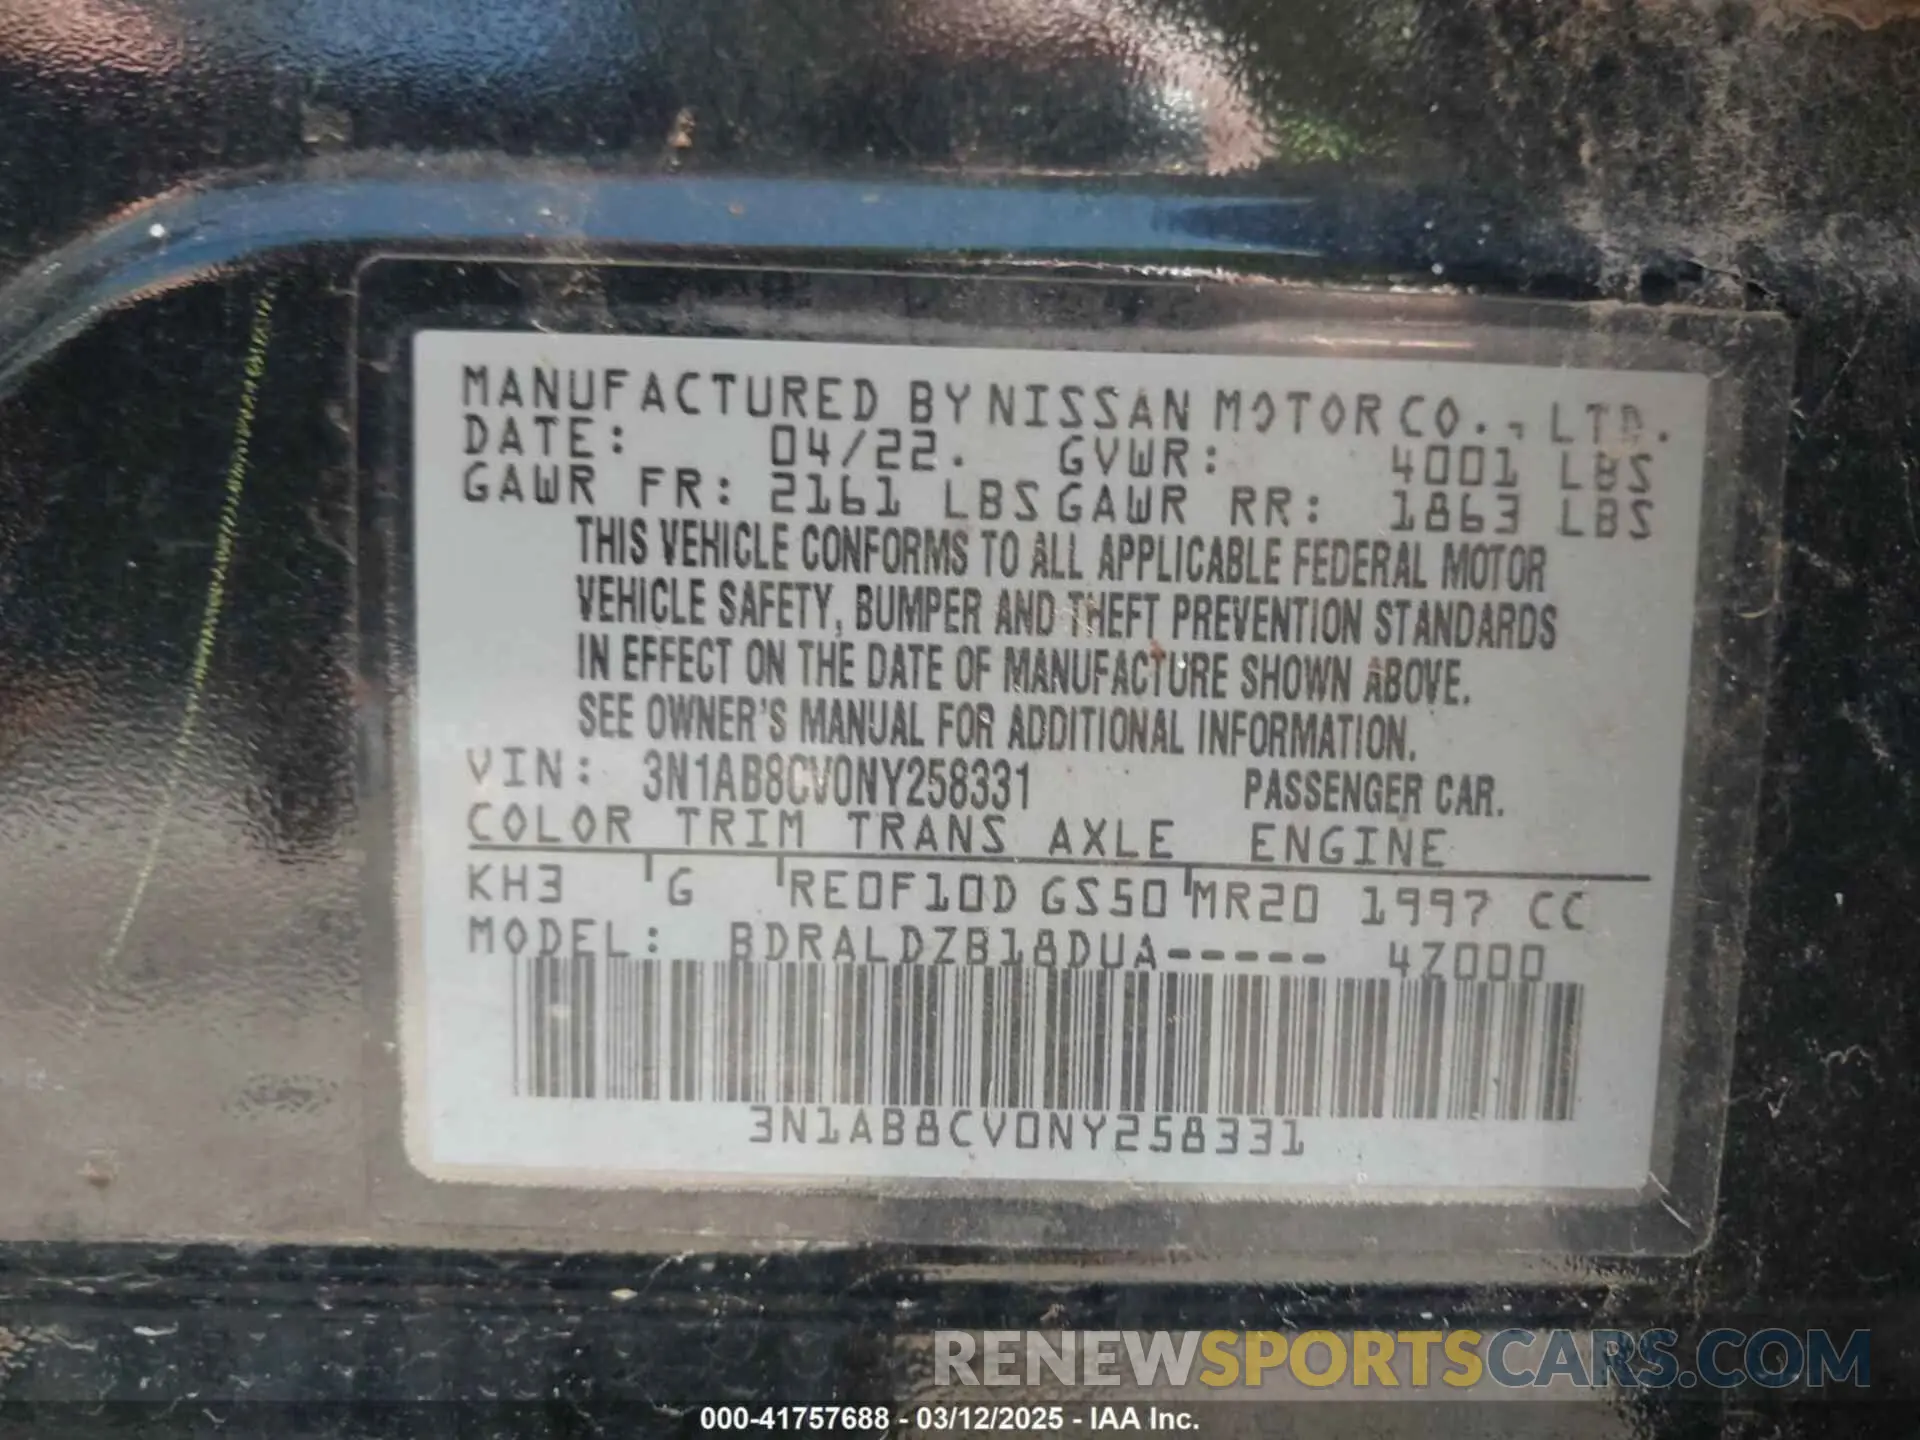 MANUFACTURED BY NISSAN MOTOR CO., LTD.
DATE: 04/22. GVWR: 4001 LBS
GAWR FR: 2161 LBS GAWR RR: 1863 LBS
THIS VEHICLE CONFORMS TO ALL APPLICABLE FEDERAL MOTOR
VEHICLE SAFETY, BUMPER AND THEFT PREVENTION STANDARDS
IN EFFECT ON THE DATE OF MANUFACTURE SHOWN ABOVE.
SEE OWNER'S MANUAL FOR ADDITIONAL INFORMATION.
VIN: 3N1AB8CV0NY258331 PASSENGER CAR.
COLOR TRIM TRANS AXLE ENGINE
KH3 G RE0F10D GS50 MR20 1997 CC
MODEL: BDRALDZB18DUA----- 4Z000
3N1AB8CV0NY258331
RENEWSPORTSCARS.COM
000-41757688 - 03/12/2025 - IAA Inc.